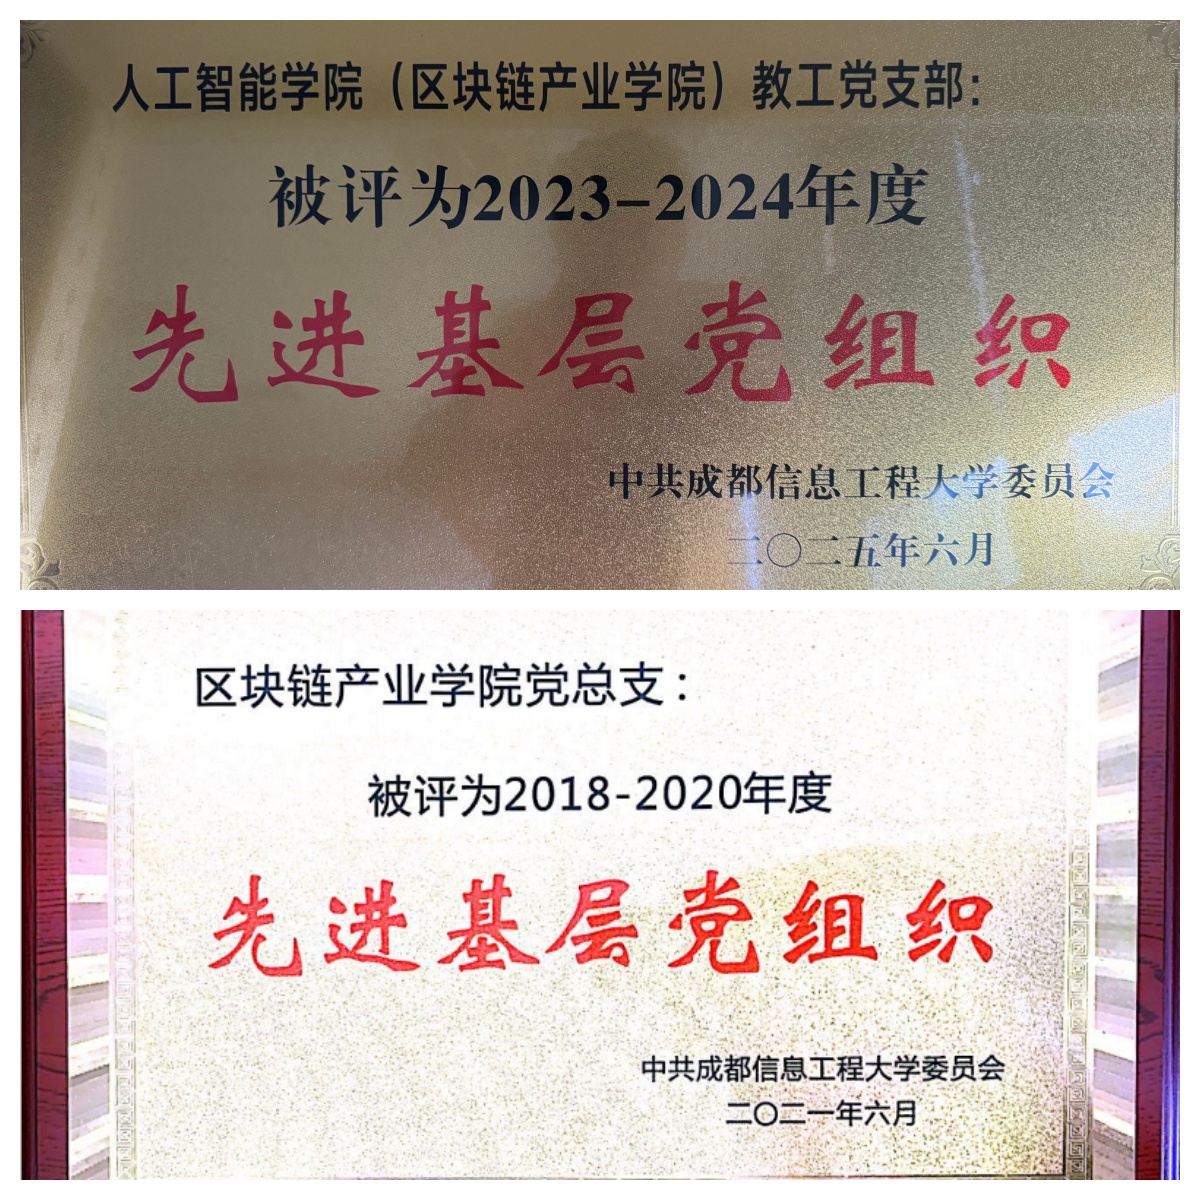 人工智能学院（区块链产业学院）教工党支部：
被评为2023-2024年度
先进基层党组织
中共成都信息工程大学委员会
二〇二五年六月
区块链产业学院党总支：
被评为2018-2020年度
先进基层党组织
中共成都信息工程大学委员会
二〇二一年六月